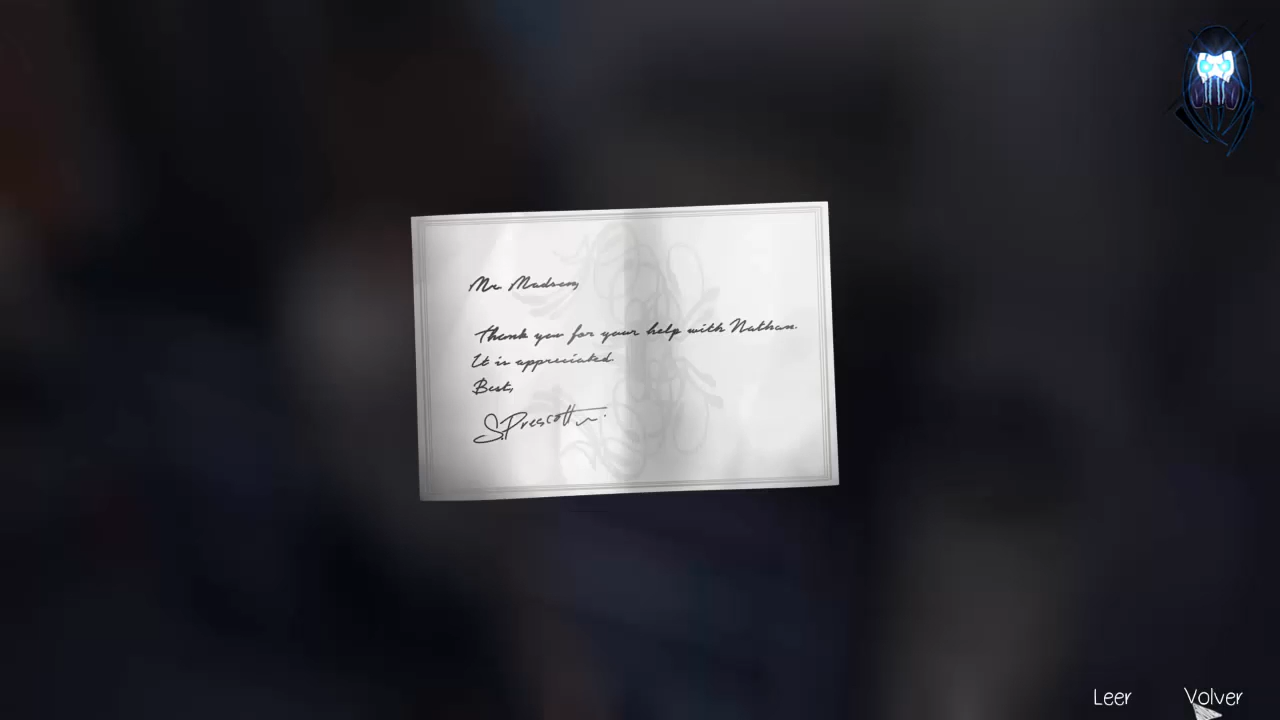 Mr. Madsen,
Thank you for your help with Nathan.
It is appreciated.
Best,
S. Prescott
Leer
Volver